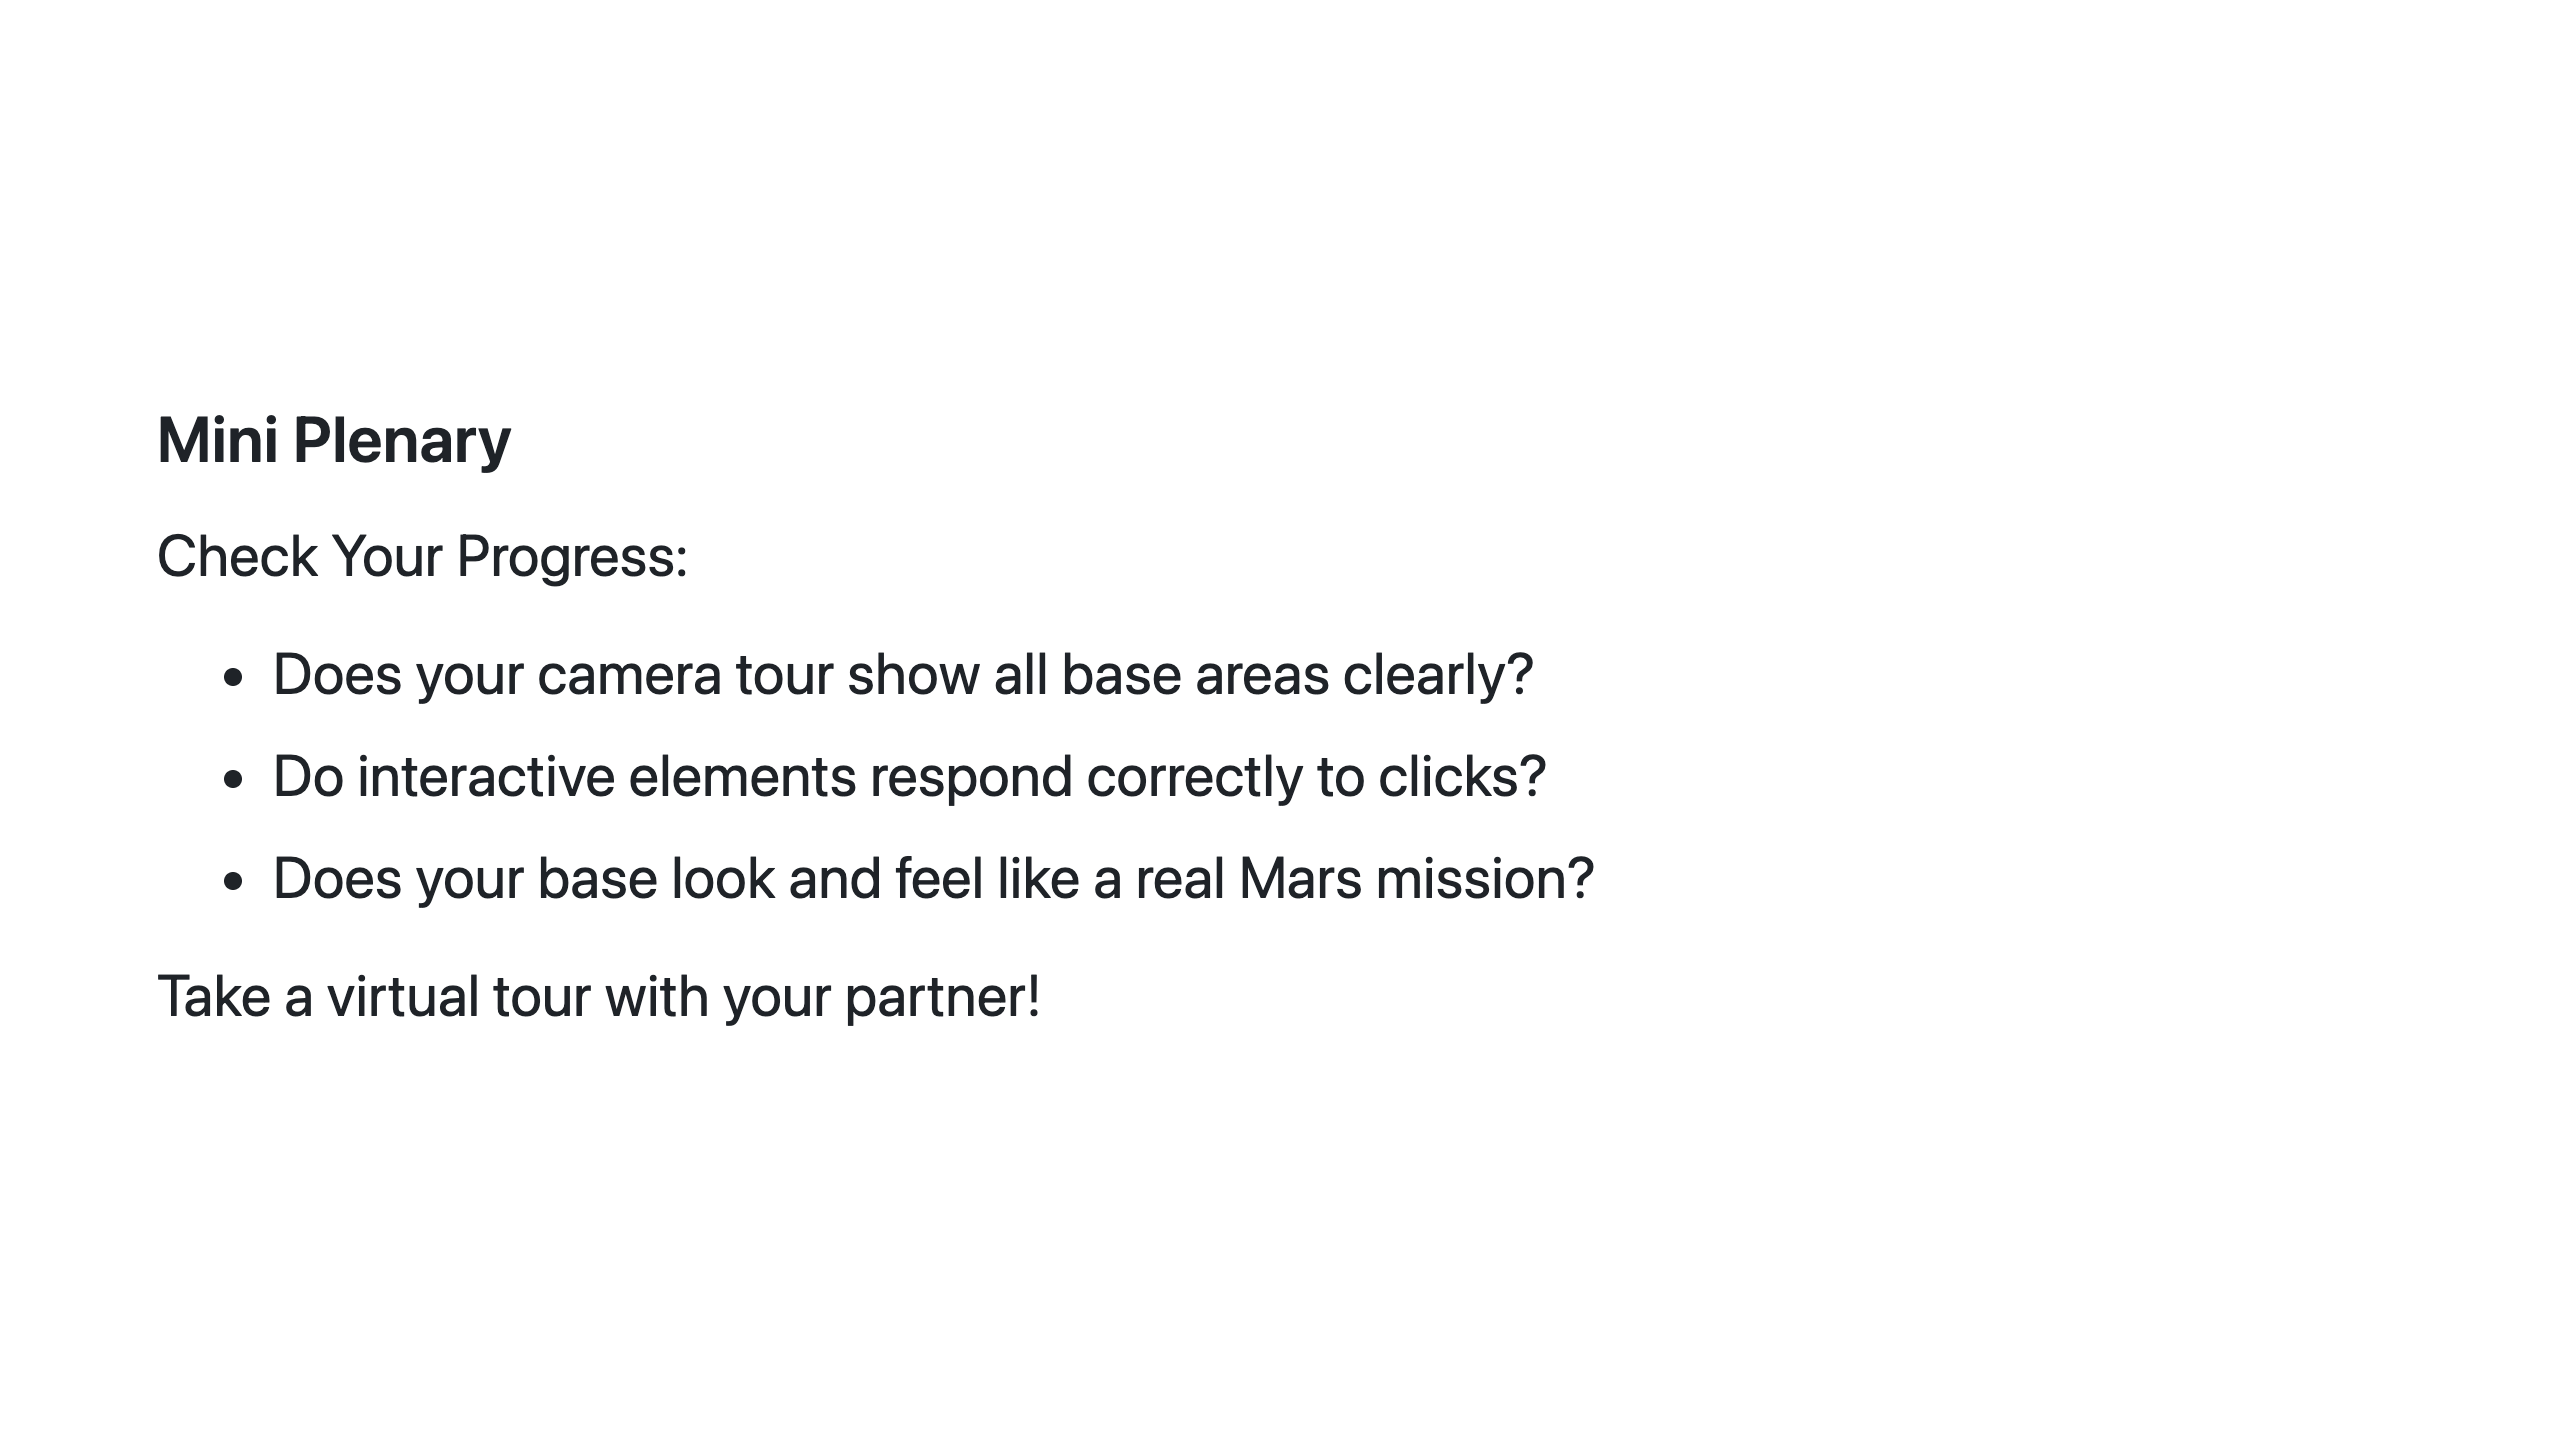 Mini Plenary
Check Your Progress:
• Does your camera tour show all base areas clearly?
• Do interactive elements respond correctly to clicks?
• Does your base look and feel like a real Mars mission?
Take a virtual tour with your partner!